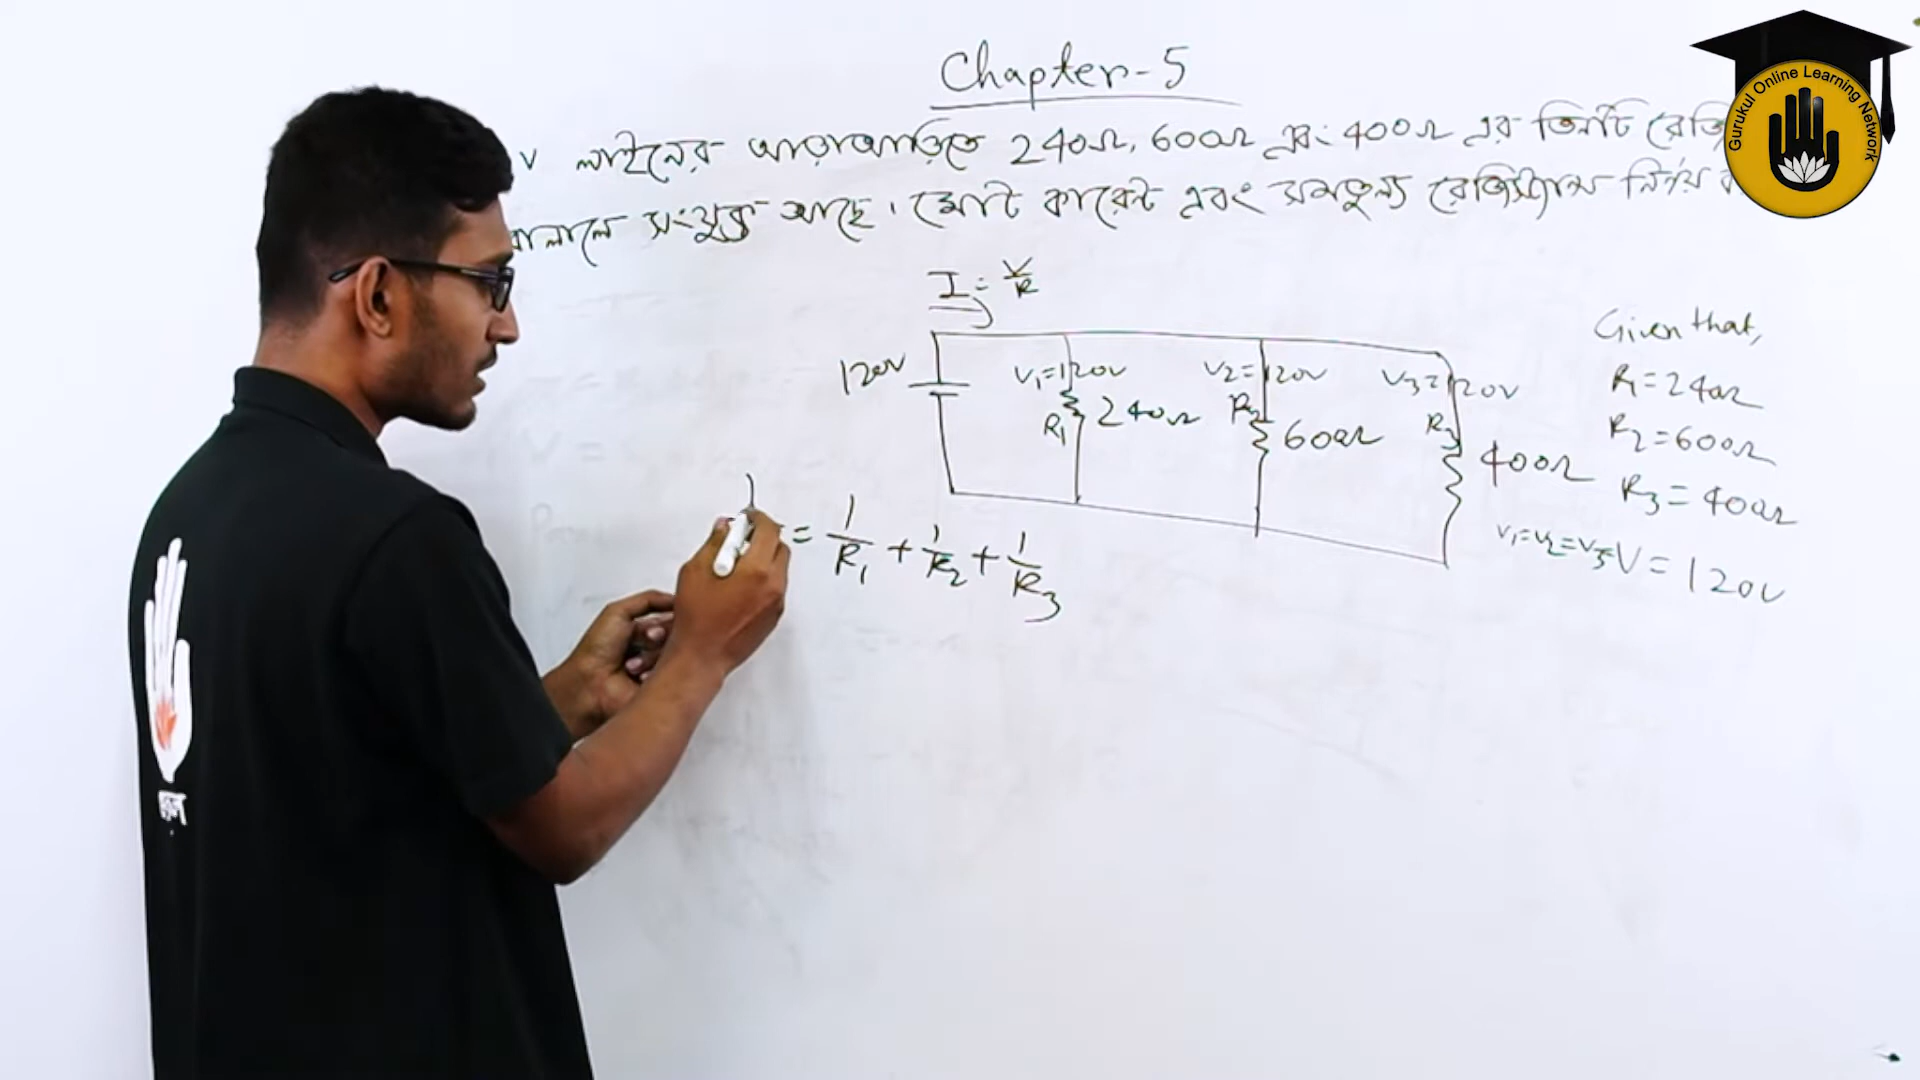 Chapter-5
V লাইনের আড়াআড়িতে 240Ω, 600Ω এবং 400Ω এর তিনটি
সংযুক্ত আছে। মোট কারেন্ট এবং সমতুল্য রেজিস্ট্যান্স নির্ণয়
I = V/R
120V
V1=120V
R1 240Ω
V2=120V
R2 600Ω
V3=120V
R3 400Ω
Given that,
R1=240Ω
R2=600Ω
R3=400Ω
V1=V2=V3=V=120V
= 1/R1 + 1/R2 + 1/R3
Gurukul Online Learning Network